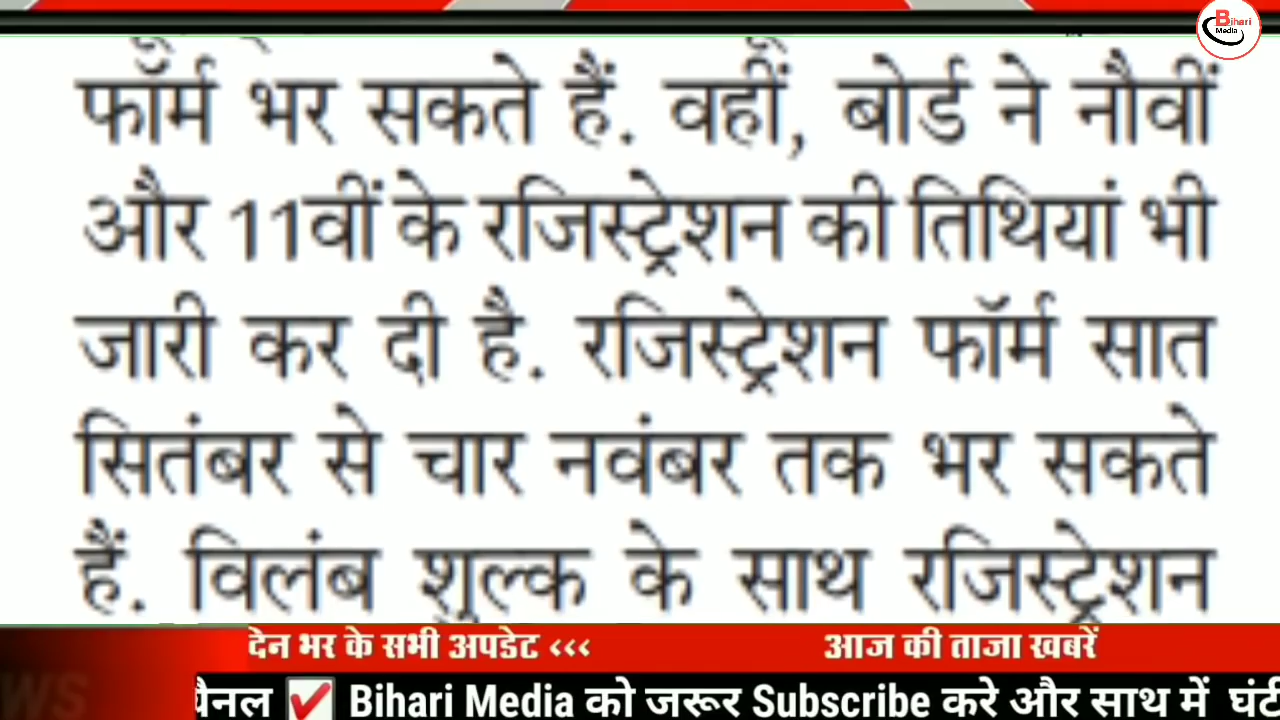 Bihari
Media
फॉर्म भर सकते हैं. वहीं, बोर्ड ने नौवीं
और 11वीं के रजिस्ट्रेशन की तिथियां भी
जारी कर दी है. रजिस्ट्रेशन फॉर्म सात
सितंबर से चार नवंबर तक भर सकते
हैं. विलंब शुल्क के साथ रजिस्ट्रेशन
भर के सभी अपडेट <<< आज की ताजा खबरें
Bihari Media को जरूर Subscribe करे और साथ में घंटी